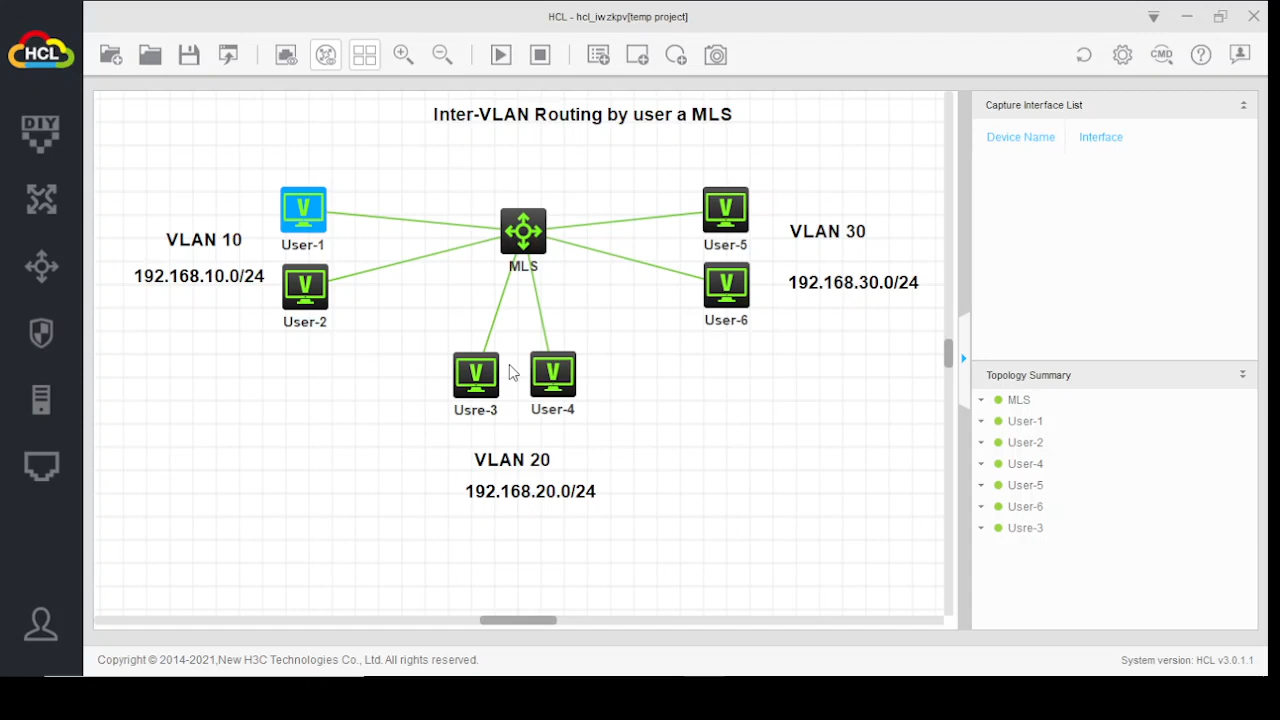 HCL - hcl_iwzkpv[temp project]
HCL
CMD
DIY
Inter-VLAN Routing by user a MLS
Capture Interface List
Device Name Interface
V
User-1
VLAN 10
192.168.10.0/24
V
User-2
MLS
V
User-5
VLAN 30
192.168.30.0/24
V
User-6
V
Usre-3
V
User-4
VLAN 20
192.168.20.0/24
Topology Summary
MLS
User-1
User-2
User-4
User-5
User-6
Usre-3
Copyright © 2014-2021,New H3C Technologies Co., Ltd. All rights reserved.
System version: HCL v3.0.1.1